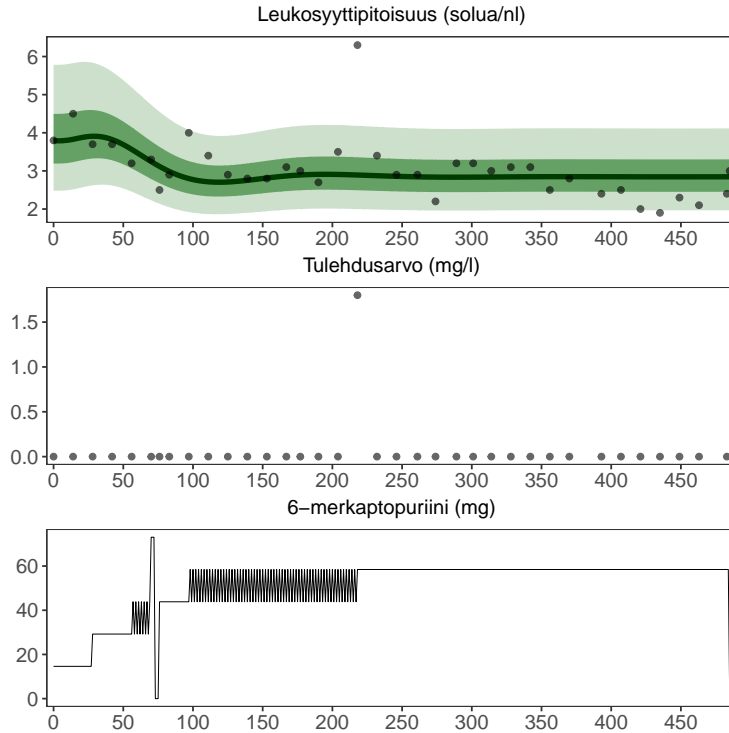 Leukosyyttipitoisuus (solua/nl)
6
5
4
3
2
0 50 100 150 200 250 300 350 400 450
Tulehdusarvo (mg/l)
1.5
1.0
0.5
0.0
0 50 100 150 200 250 300 350 400 450
6−merkaptopuriini (mg)
60
40
20
0
0 50 100 150 200 250 300 350 400 450